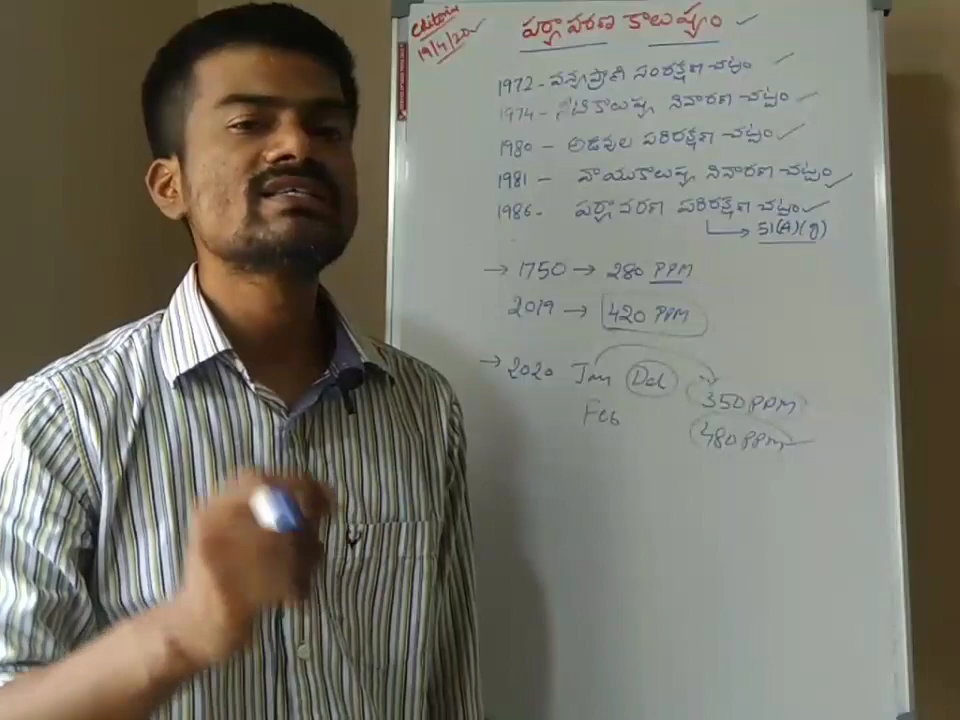 Editorial
19/4/20
పర్యావరణ కాలుష్యం
1972 - వన్యప్రాణి సంరక్షణ చట్టం
1974 - నీటి కాలుష్య నివారణ చట్టం
1980 - అడవుల పరిరక్షణ చట్టం
1981 - వాయుకాలుష్య నివారణ చట్టం
1986 - పర్యావరణ పరిరక్షణ చట్టం
→ 51(A)(g)
→ 1750 → 280 PPM
2019 → 420 PPM
→ 2020 Jan Del 350 PPM
Feb 480 PPM